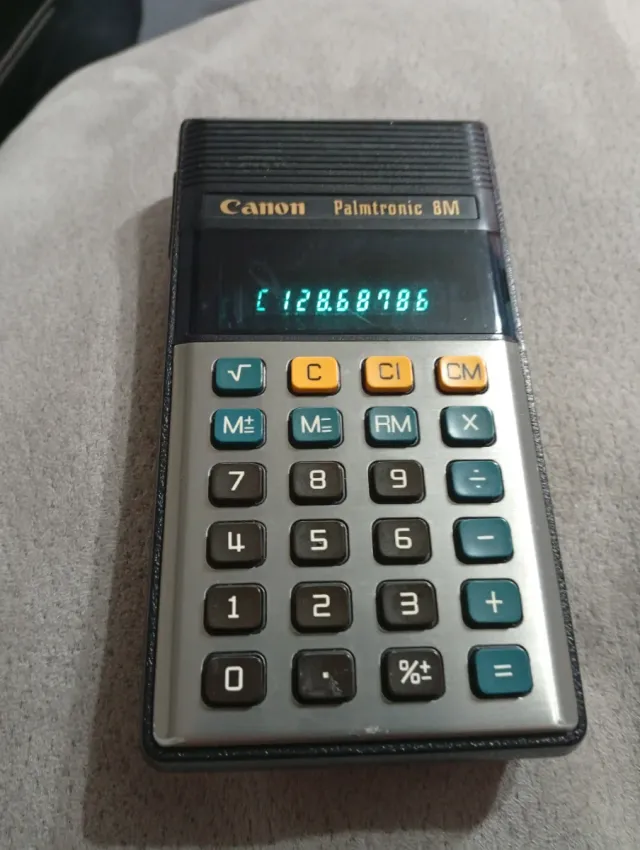 Canon Palmtronic 8M
[128.68786
√ C CI CM
M± M= RM ×
7 8 9 ÷
4 5 6 −
1 2 3 +
0 . %± =